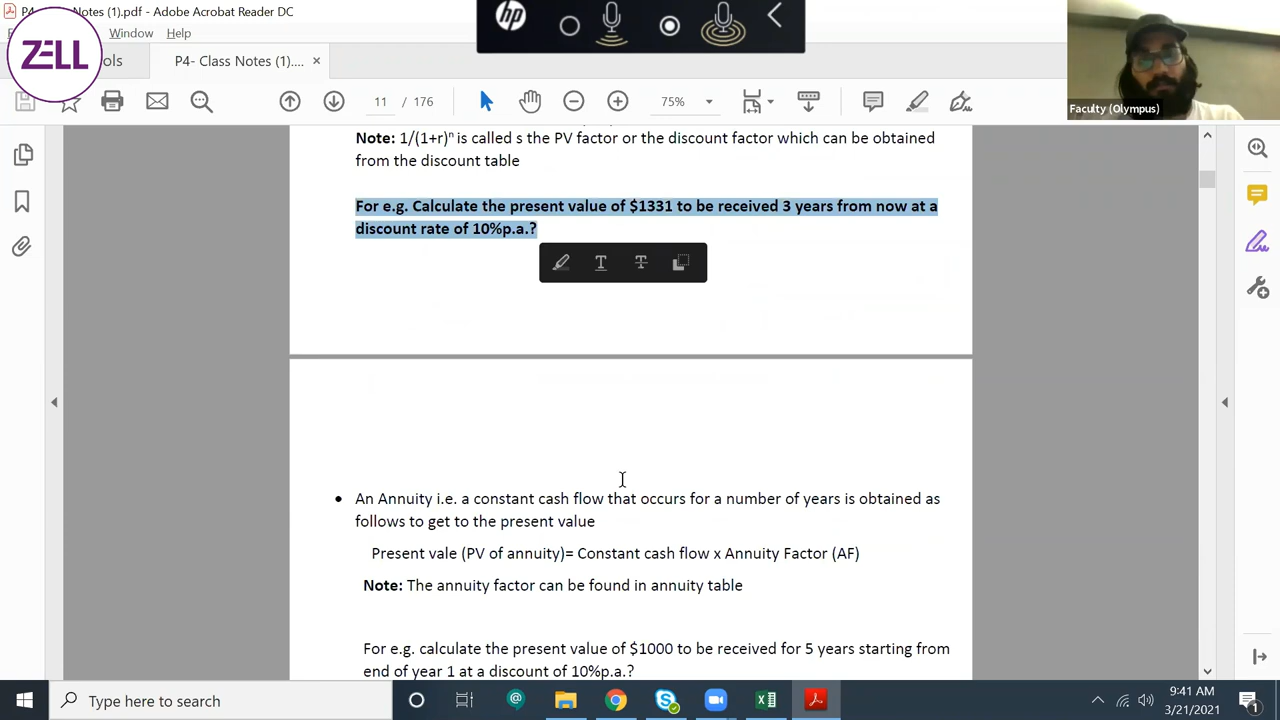 P4- Class Notes (1).pdf - Adobe Acrobat Reader DC
Window Help
ZELL
P4- Class Notes (1)....
hp
Faculty (Olympus)
11 / 176
75%
Note: 1/(1+r)ⁿ is called s the PV factor or the discount factor which can be obtained
from the discount table
For e.g. Calculate the present value of $1331 to be received 3 years from now at a
discount rate of 10%p.a.?
• An Annuity i.e. a constant cash flow that occurs for a number of years is obtained as
follows to get to the present value
Present vale (PV of annuity)= Constant cash flow x Annuity Factor (AF)
Note: The annuity factor can be found in annuity table
For e.g. calculate the present value of $1000 to be received for 5 years starting from
end of year 1 at a discount of 10%p.a.?
Type here to search
9:41 AM
3/21/2021
1